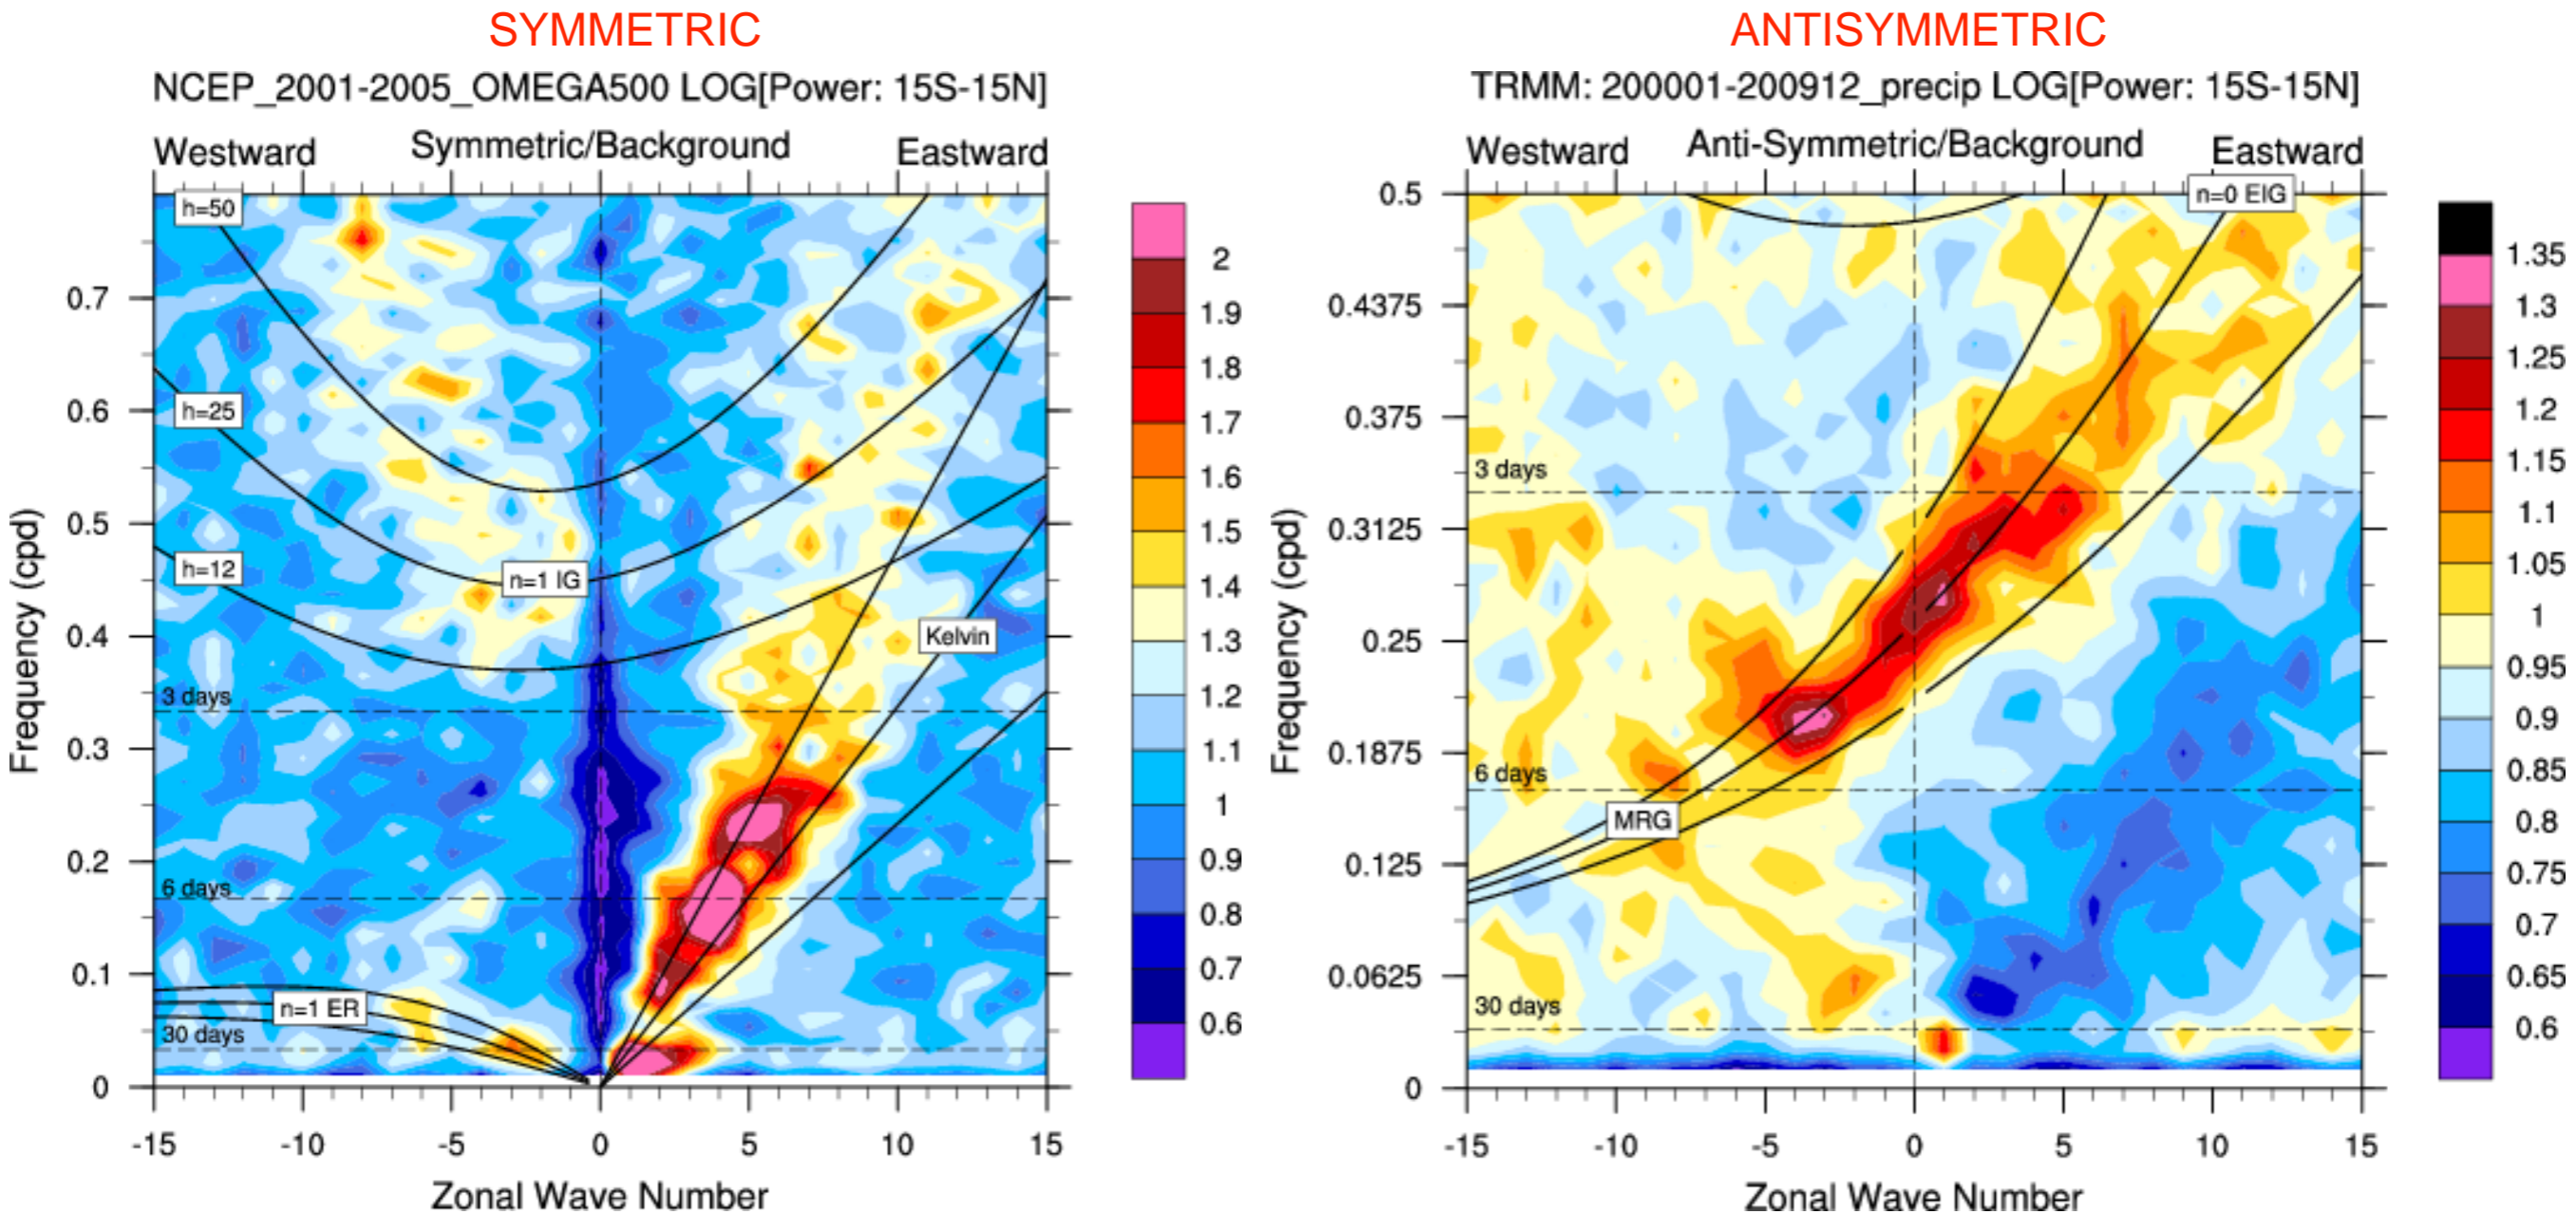 SYMMETRIC
NCEP_2001-2005_OMEGA500 LOG[Power: 15S-15N]
Westward Symmetric/Background Eastward
h=50
h=25
h=12
n=1 IG
Kelvin
3 days
6 days
n=1 ER
30 days
0.7
0.6
0.5
0.4
0.3
0.2
0.1
0
Frequency (cpd)
-15 -10 -5 0 5 10 15
Zonal Wave Number
2
1.9
1.8
1.7
1.6
1.5
1.4
1.3
1.2
1.1
1
0.9
0.8
0.7
0.6
ANTISYMMETRIC
TRMM: 200001-200912_precip LOG[Power: 15S-15N]
Westward Anti-Symmetric/Background Eastward
n=0 EIG
3 days
6 days
MRG
30 days
0.5
0.4375
0.375
0.3125
0.25
0.1875
0.125
0.0625
0
Frequency (cpd)
-15 -10 -5 0 5 10 15
Zonal Wave Number
1.35
1.3
1.25
1.2
1.15
1.1
1.05
1
0.95
0.9
0.85
0.8
0.75
0.7
0.65
0.6